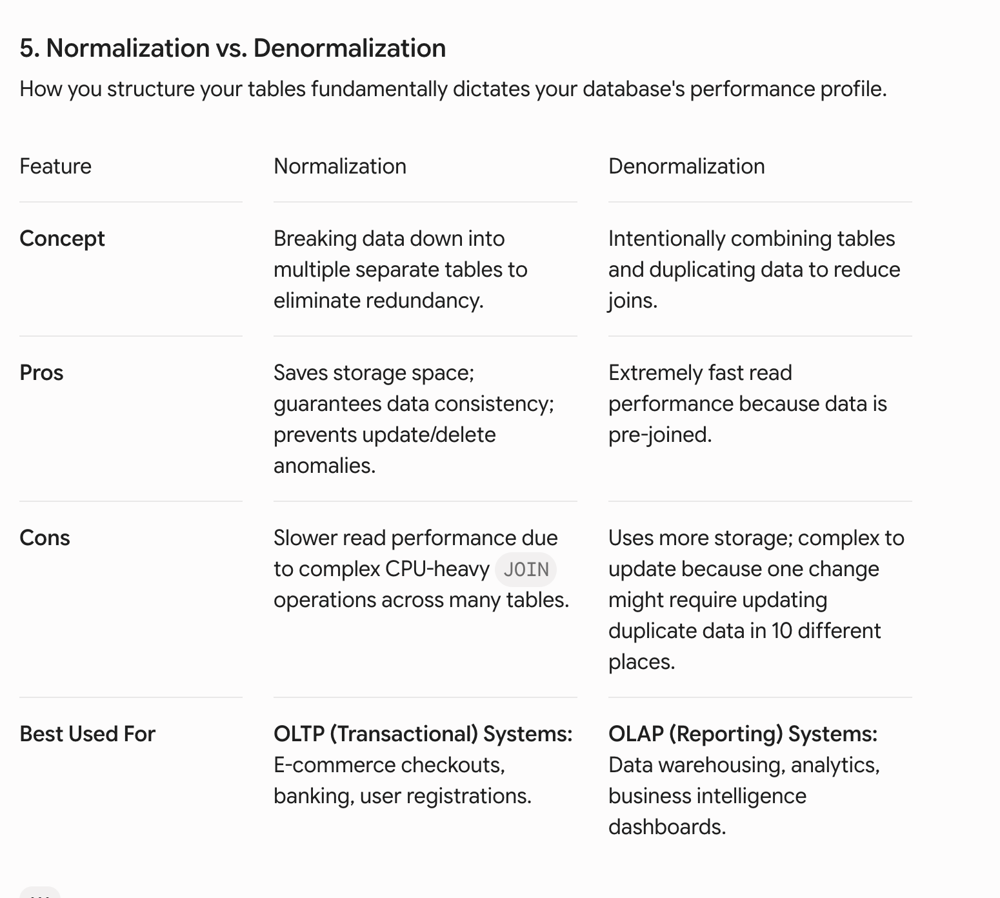 5. Normalization vs. Denormalization
How you structure your tables fundamentally dictates your database's performance profile.
Feature
Normalization
Denormalization
Concept
Breaking data down into
multiple separate tables to
eliminate redundancy.
Intentionally combining tables
and duplicating data to reduce
joins.
Pros
Saves storage space;
guarantees data consistency;
prevents update/delete
anomalies.
Extremely fast read
performance because data is
pre-joined.
Cons
Slower read performance due
to complex CPU-heavy JOIN
operations across many tables.
Uses more storage; complex to
update because one change
might require updating
duplicate data in 10 different
places.
Best Used For
OLTP (Transactional) Systems:
E-commerce checkouts,
banking, user registrations.
OLAP (Reporting) Systems:
Data warehousing, analytics,
business intelligence
dashboards.